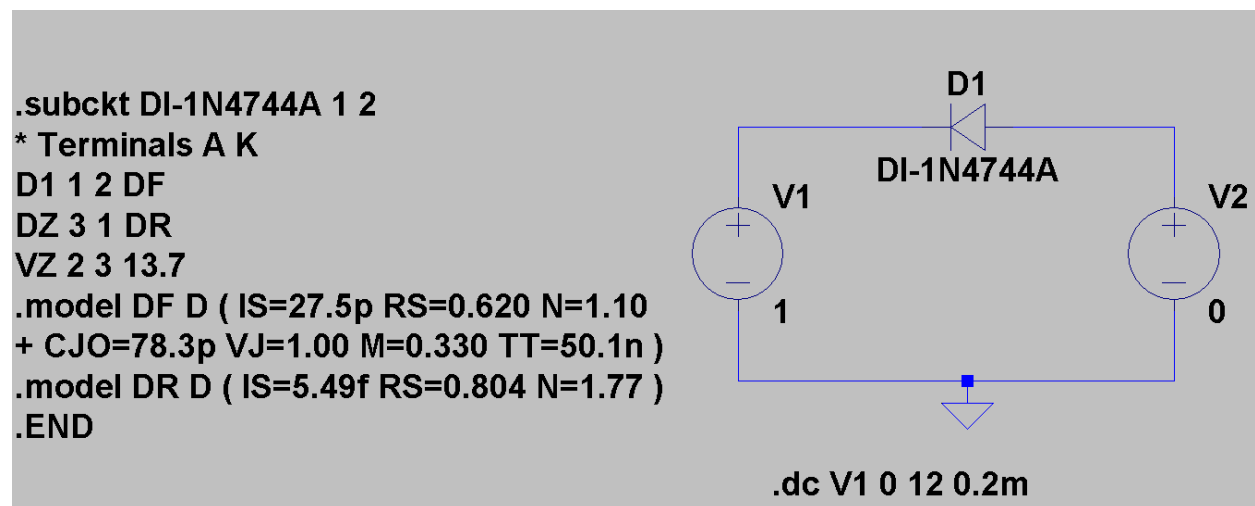 .subckt DI-1N4744A 1 2
* Terminals A K
D1 1 2 DF
DZ 3 1 DR
VZ 2 3 13.7
.model DF D ( IS=27.5p RS=0.620 N=1.10
+ CJO=78.3p VJ=1.00 M=0.330 TT=50.1n )
.model DR D ( IS=5.49f RS=0.804 N=1.77 )
.END
D1
DI-1N4744A
V1
1
V2
0
.dc V1 0 12 0.2m